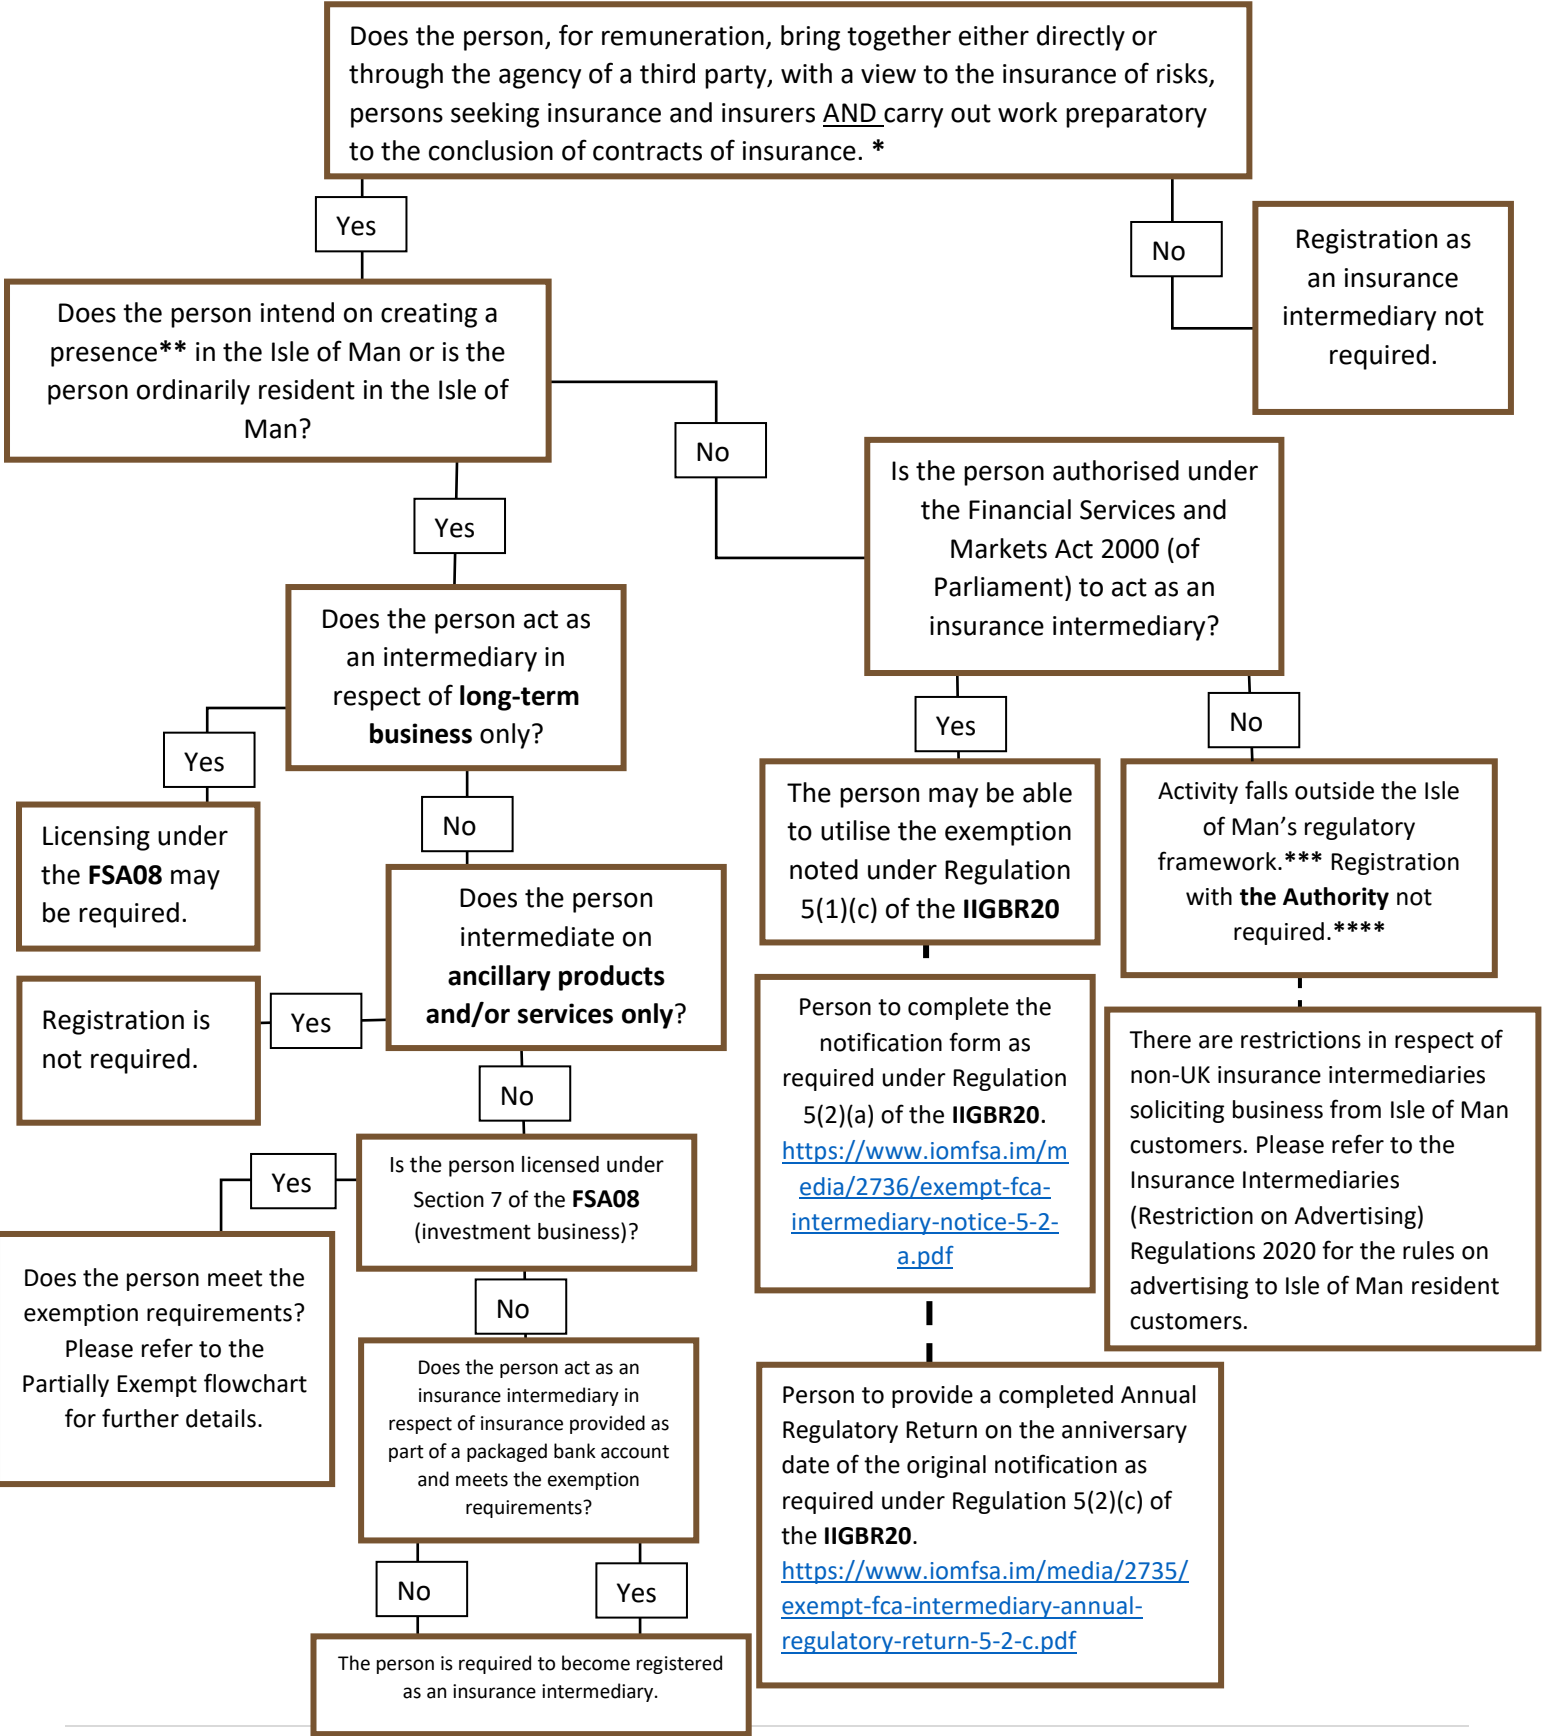 Does the person, for remuneration, bring together either directly or
through the agency of a third party, with a view to the insurance of risks,
persons seeking insurance and insurers AND carry out work preparatory
to the conclusion of contracts of insurance. *
Yes
No
Registration as
an insurance
intermediary not
required.
Does the person intend on creating a
presence** in the Isle of Man or is the
person ordinarily resident in the Isle of
Man?
No
Yes
Is the person authorised under
the Financial Services and
Markets Act 2000 (of
Parliament) to act as an
insurance intermediary?
Does the person act as
an intermediary in
respect of long-term
business only?
Yes
No
Yes
No
Licensing under
the FSA08 may
be required.
The person may be able
to utilise the exemption
noted under Regulation
5(1)(c) of the IIGBR20
Activity falls outside the Isle
of Man’s regulatory
framework.*** Registration
with the Authority not
required.****
Does the person
intermediate on
ancillary products
and/or services only?
Yes
Registration is
not required.
No
Person to complete the
notification form as
required under Regulation
5(2)(a) of the IIGBR20.
https://www.iomfsa.im/m
edia/2736/exempt-fca-
intermediary-notice-5-2-
a.pdf
There are restrictions in respect of
non-UK insurance intermediaries
soliciting business from Isle of Man
customers. Please refer to the
Insurance Intermediaries
(Restriction on Advertising)
Regulations 2020 for the rules on
advertising to Isle of Man resident
customers.
Is the person licensed under
Section 7 of the FSA08
(investment business)?
Yes
No
Does the person meet the
exemption requirements?
Please refer to the
Partially Exempt flowchart
for further details.
Does the person act as an
insurance intermediary in
respect of insurance provided as
part of a packaged bank account
and meets the exemption
requirements?
Person to provide a completed Annual
Regulatory Return on the anniversary
date of the original notification as
required under Regulation 5(2)(c) of
the IIGBR20.
https://www.iomfsa.im/media/2735/
exempt-fca-intermediary-annual-
regulatory-return-5-2-c.pdf
No
Yes
The person is required to become registered
as an insurance intermediary.